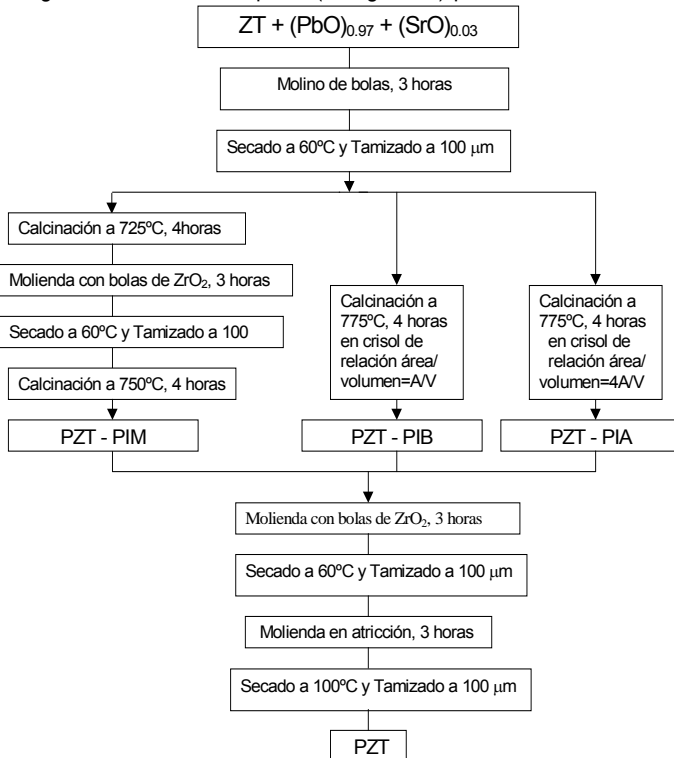 ZT + (PbO)0.97 + (SrO)0.03
Molino de bolas, 3 horas
Secado a 60ºC y Tamizado a 100 μm
Calcinación a 725ºC, 4horas
Molienda con bolas de ZrO2, 3 horas
Secado a 60ºC y Tamizado a 100
Calcinación a 750ºC, 4 horas
PZT - PIM
Calcinación a
775ºC, 4 horas
en crisol de
relación área/
volumen=A/V
PZT - PIB
Calcinación a
775ºC, 4 horas
en crisol de
relación área/
volumen=4A/V
PZT - PIA
Molienda con bolas de ZrO2, 3 horas
Secado a 60ºC y Tamizado a 100 μm
Molienda en atricción, 3 horas
Secado a 100ºC y Tamizado a 100 μm
PZT